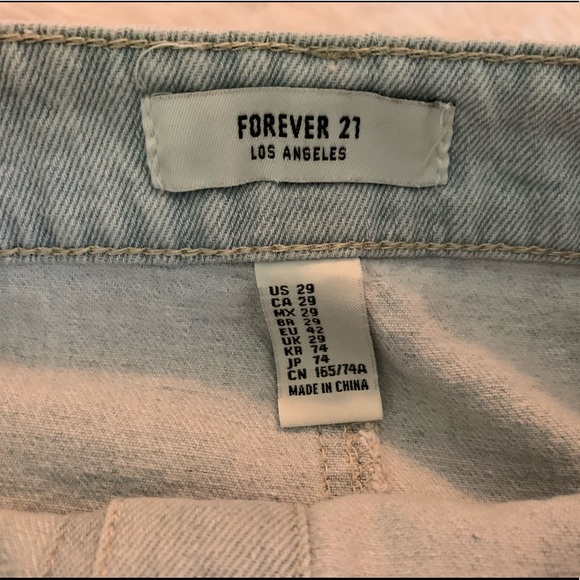 FOREVER 21
LOS ANGELES
US 29
CA 29
MX 29
BR 29
EU 42
UK 29
KR 74
JP 74
CN 165/74A
MADE IN CHINA